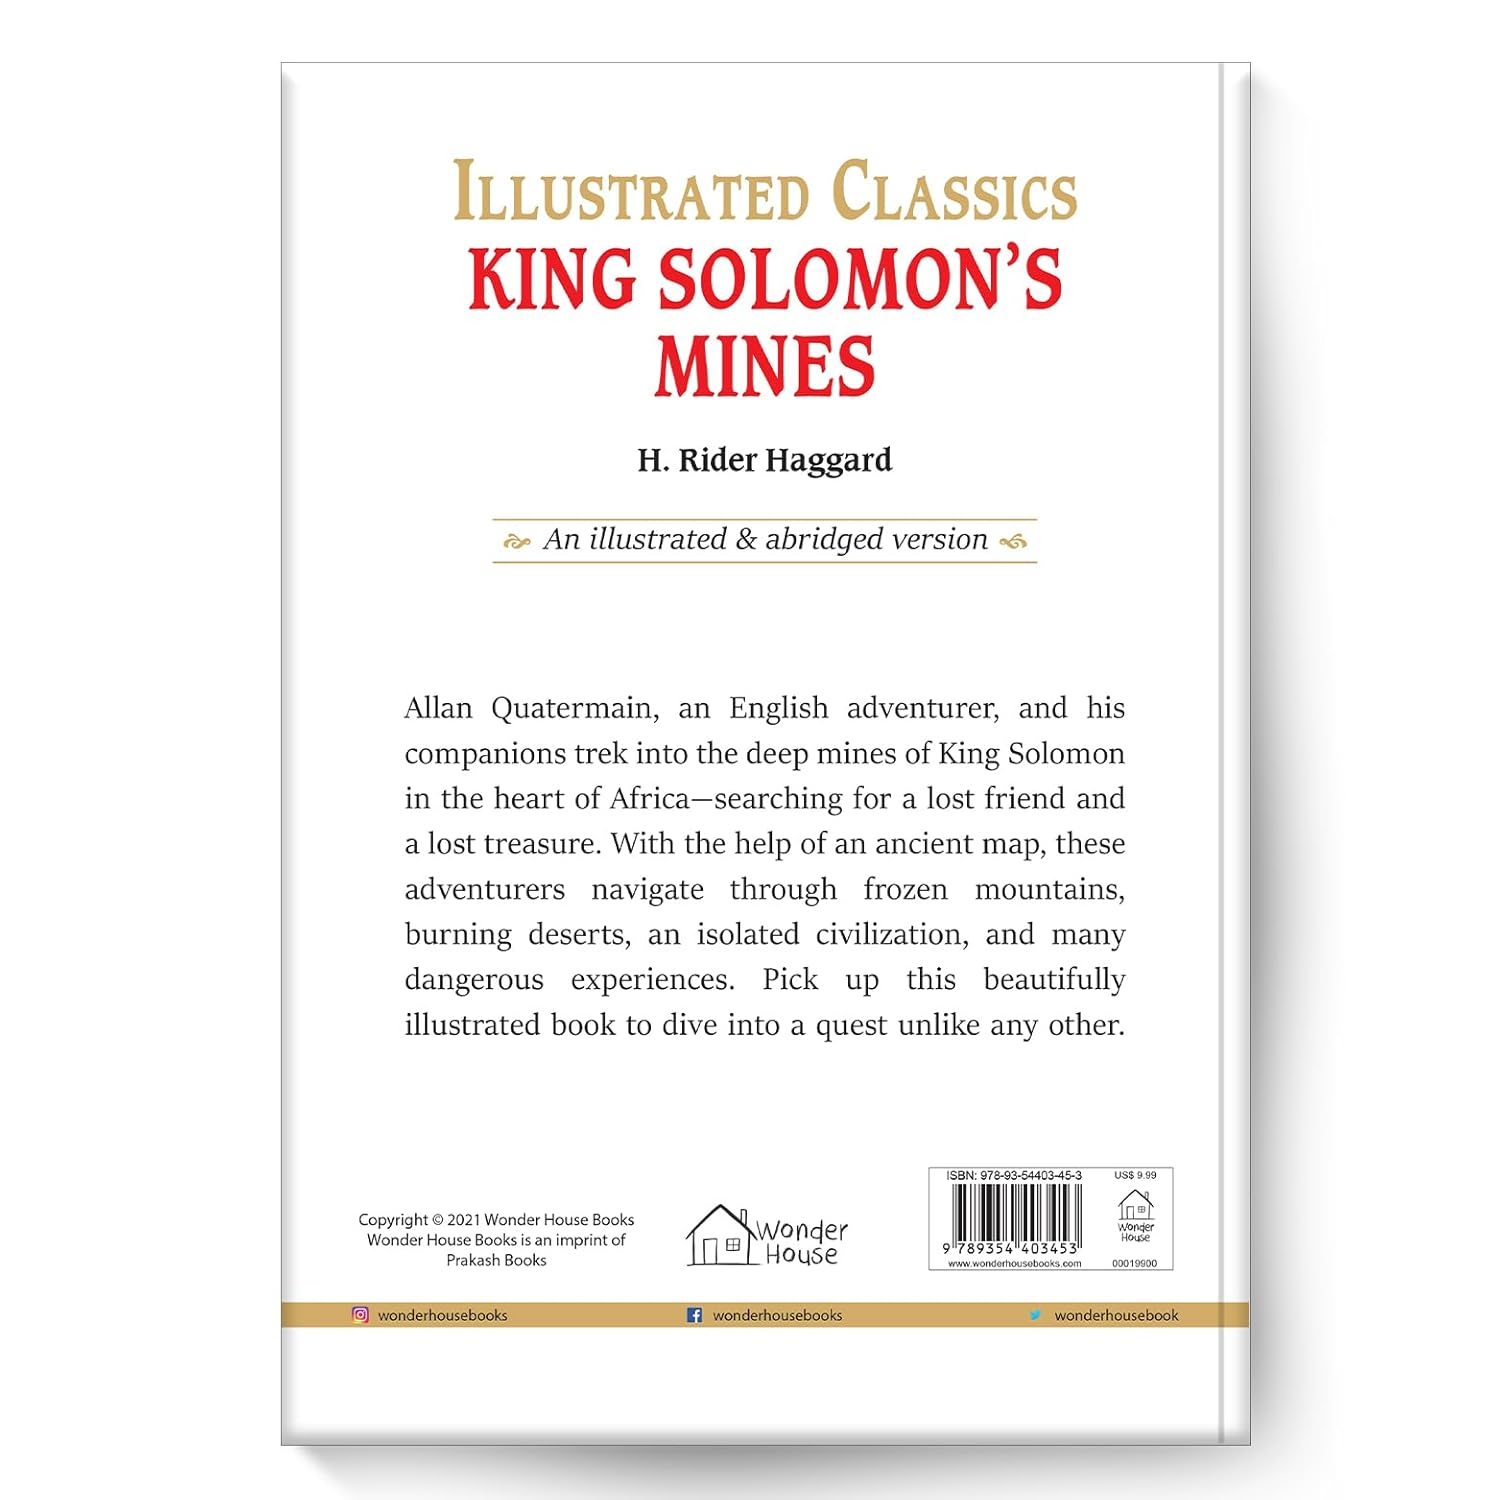 ILLUSTRATED CLASSICS
KING SOLOMON'S
MINES
H. Rider Haggard
An illustrated & abridged version
Allan Quatermain, an English adventurer, and his
companions trek into the deep mines of King Solomon
in the heart of Africa—searching for a lost friend and
a lost treasure. With the help of an ancient map, these
adventurers navigate through frozen mountains,
burning deserts, an isolated civilization, and many
dangerous experiences. Pick up this beautifully
illustrated book to dive into a quest unlike any other.
Copyright © 2021 Wonder House Books
Wonder House Books is an imprint of
Prakash Books
Wonder
House
ISBN: 978-93-54403-45-3
9 789354 403453
www.wonderhousebooks.com
US$ 9.99
Wonder
House
00019900
wonderhousebooks
wonderhousebooks
wonderhousebook